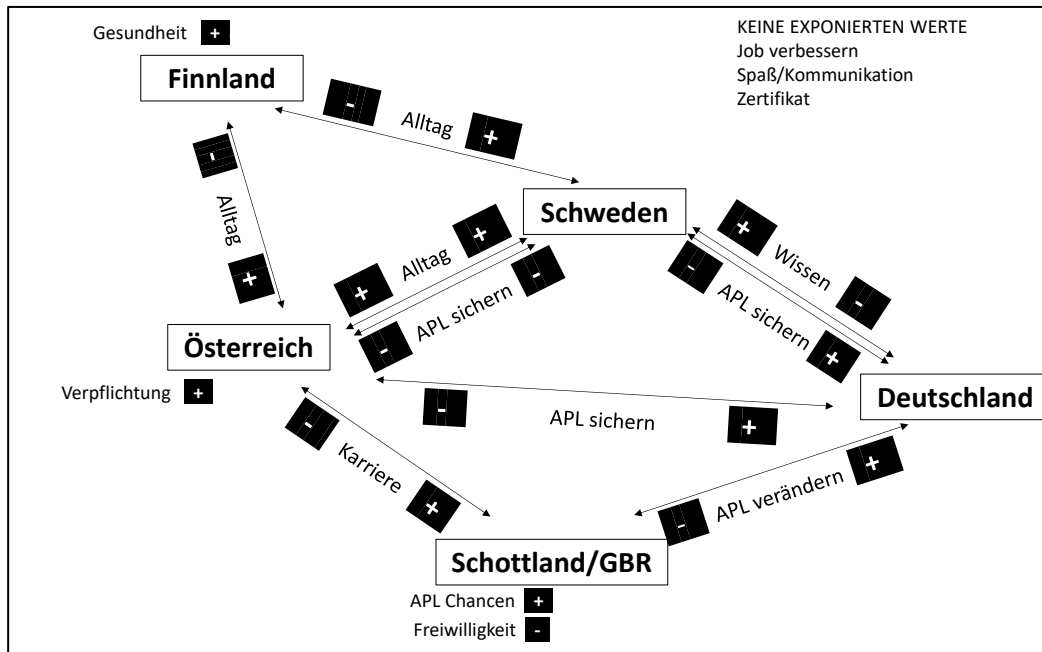 Gesundheit +
KEINE EXPONIERTEN WERTE
Job verbessern
Spaß/Kommunikation
Zertifikat
Finnland
- Alltag +
-
Alltag
+
Schweden
+ Alltag +
- APL sichern -
+ Wissen -
- APL sichern +
Österreich
Verpflichtung +
- APL sichern +
Deutschland
- Karriere +
- APL verändern +
Schottland/GBR
APL Chancen +
Freiwilligkeit -